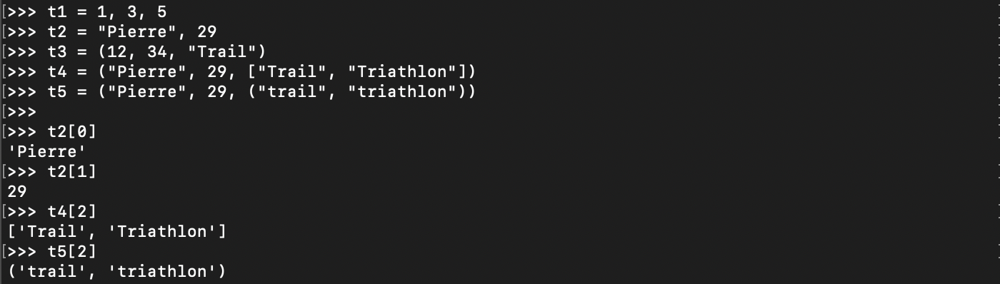 [>>> t1 = 1, 3, 5
[>>> t2 = "Pierre", 29
[>>> t3 = (12, 34, "Trail")
[>>> t4 = ("Pierre", 29, ["Trail", "Triathlon"])
[>>> t5 = ("Pierre", 29, ("trail", "triathlon"))
[>>>
[>>> t2[0]
'Pierre'
[>>> t2[1]
29
[>>> t4[2]
['Trail', 'Triathlon']
[>>> t5[2]
('trail', 'triathlon')